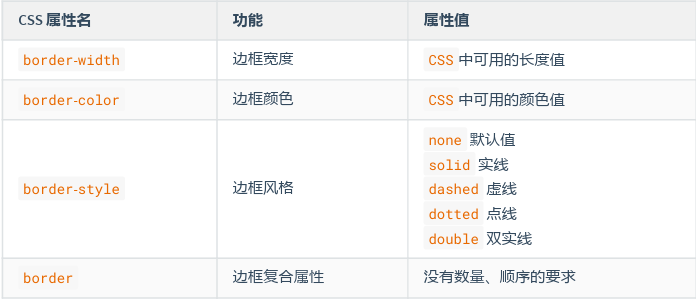 CSS 属性名 功能 属性值
border-width 边框宽度 CSS 中可用的长度值
border-color 边框颜色 CSS 中可用的颜色值
border-style 边框风格 none 默认值
solid 实线
dashed 虚线
dotted 点线
double 双实线
border 边框复合属性 没有数量、顺序的要求